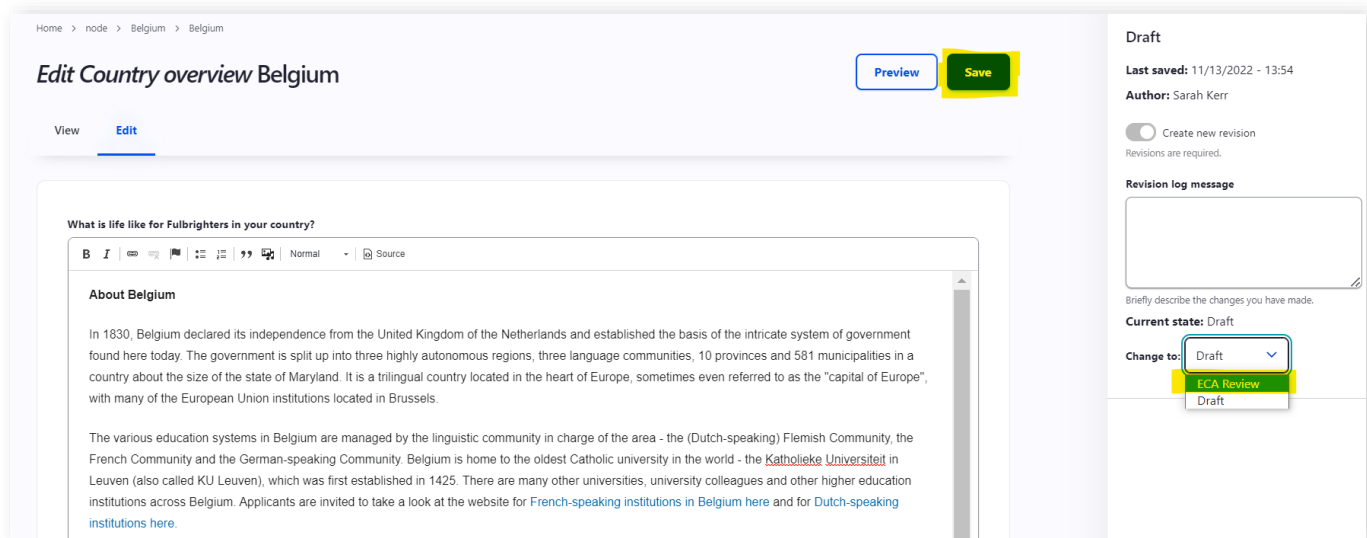 Home > node > Belgium > Belgium
Edit Country overview Belgium
Preview
Save
View
Edit
What is life like for Fulbrighters in your country?
B I Normal Source
About Belgium
In 1830, Belgium declared its independence from the United Kingdom of the Netherlands and established the basis of the intricate system of government
found here today. The government is split up into three highly autonomous regions, three language communities, 10 provinces and 581 municipalities in a
country about the size of the state of Maryland. It is a trilingual country located in the heart of Europe, sometimes even referred to as the "capital of Europe",
with many of the European Union institutions located in Brussels.
The various education systems in Belgium are managed by the linguistic community in charge of the area - the (Dutch-speaking) Flemish Community, the
French Community and the German-speaking Community. Belgium is home to the oldest Catholic university in the world - the Katholieke Universiteit in
Leuven (also called KU Leuven), which was first established in 1425. There are many other universities, university colleagues and other higher education
institutions across Belgium. Applicants are invited to take a look at the website for French-speaking institutions in Belgium here and for Dutch-speaking
institutions here.
Draft
Last saved: 11/13/2022 - 13:54
Author: Sarah Kerr
Create new revision
Revisions are required.
Revision log message
Briefly describe the changes you have made.
Current state: Draft
Change to: Draft
ECA Review
Draft